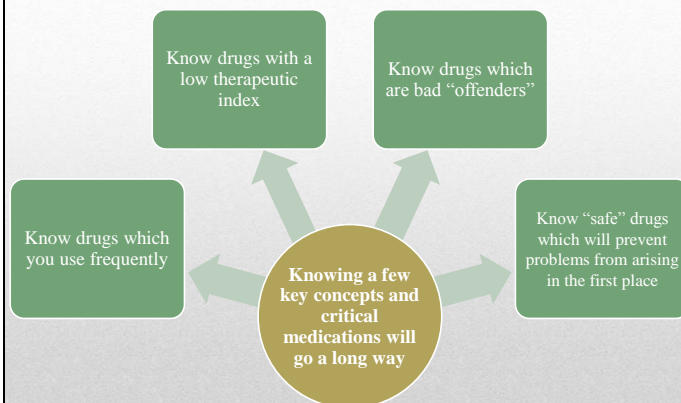 Know drugs with a
low therapeutic
index
Know drugs which
are bad “offenders”
Know drugs which
you use frequently
Know “safe” drugs
which will prevent
problems from arising
in the first place
Knowing a few
key concepts and
critical
medications will
go a long way